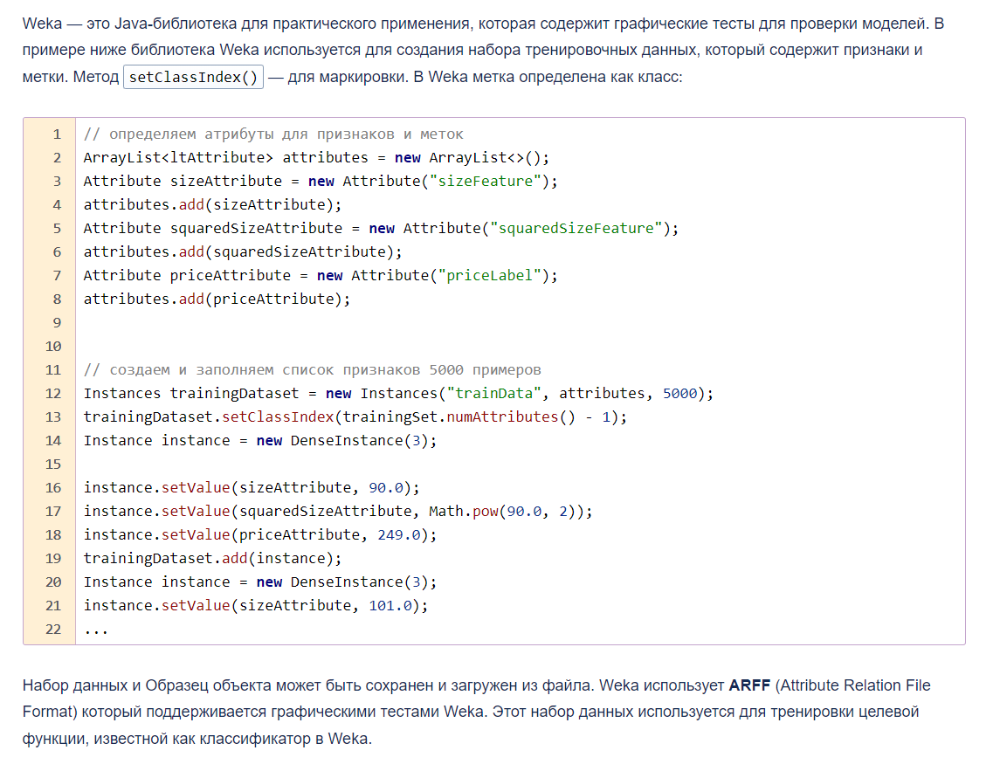 Weka — это Java-библиотека для практического применения, которая содержит графические тесты для проверки моделей. В
примере ниже библиотека Weka используется для создания набора тренировочных данных, который содержит признаки и
метки. Метод setClassIndex() — для маркировки. В Weka метка определена как класс:
1 // определяем атрибуты для признаков и меток
2 ArrayList<ltAttribute> attributes = new ArrayList<>();
3 Attribute sizeAttribute = new Attribute("sizeFeature");
4 attributes.add(sizeAttribute);
5 Attribute squaredSizeAttribute = new Attribute("squaredSizeFeature");
6 attributes.add(squaredSizeAttribute);
7 Attribute priceAttribute = new Attribute("priceLabel");
8 attributes.add(priceAttribute);
9
10
11 // создаем и заполняем список признаков 5000 примеров
12 Instances trainingDataset = new Instances("trainData", attributes, 5000);
13 trainingDataset.setClassIndex(trainingSet.numAttributes() - 1);
14 Instance instance = new DenseInstance(3);
15
16 instance.setValue(sizeAttribute, 90.0);
17 instance.setValue(squaredSizeAttribute, Math.pow(90.0, 2));
18 instance.setValue(priceAttribute, 249.0);
19 trainingDataset.add(instance);
20 Instance instance = new DenseInstance(3);
21 instance.setValue(sizeAttribute, 101.0);
22 ...
Набор данных и Образец объекта может быть сохранен и загружен из файла. Weka использует ARFF (Attribute Relation File
Format) который поддерживается графическими тестами Weka. Этот набор данных используется для тренировки целевой
функции, известной как классификатор в Weka.